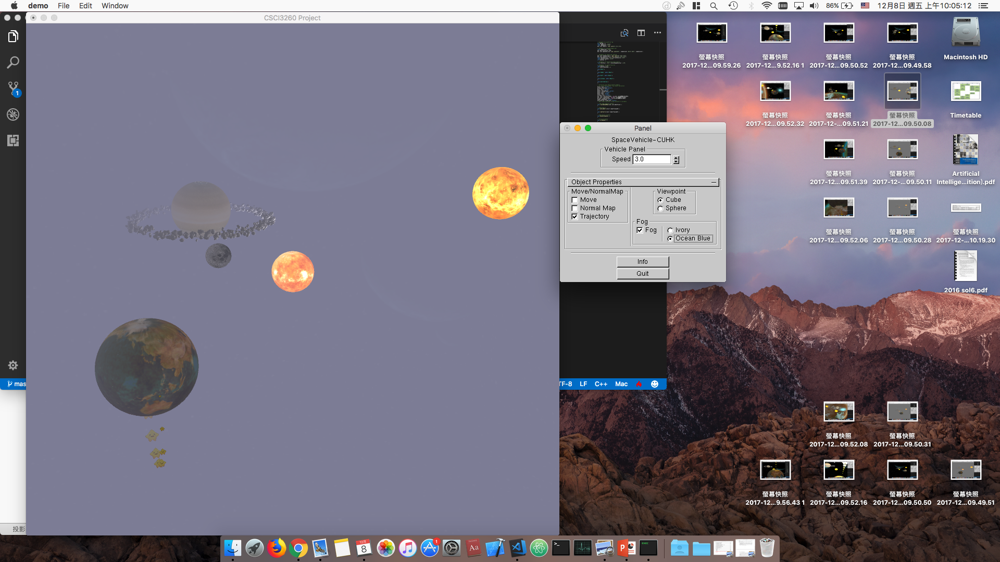 demo File Edit Window
86% 12月8日 週五 上午10:05:12
CSCI3260 Project
1
mas
投影
TF-8 LF C++ Mac
Panel
SpaceVehicle-CUHK
Vehicle Panel
Speed 3.0
Object Properties
Move/NormalMap
Move
Normal Map
Trajectory
Viewpoint
Cube
Sphere
Fog
Fog
Ivory
Ocean Blue
Info
Quit
螢幕快照
2017-12...09.59.26
螢幕快照
2017-12...9.52.16 1
螢幕快照
2017-12...09.50.52
螢幕快照
2017-12...09.49.58
Macintosh HD
螢幕快照
2017-12...09.52.32
螢幕快照
2017-12-...09.51.21
螢幕快照
2017-12...09.50.08
Timetable
螢幕快照
2017-12...09.51.39
螢幕快照
2017-12-...09.50.11
Artificial
Intellige...ition).pdf
螢幕快照
2017-12...09.52.06
螢幕快照
2017-12...09.50.28
螢幕快照
2017-12-...10.19.30
2016 sol6.pdf
螢幕快照
2017-12...09.52.08
螢幕快照
2017-12...09.50.31
螢幕快照
2017-12...9.56.43 1
螢幕快照
2017-12...09.52.16
螢幕快照
2017-12...09.50.50
螢幕快照
2017-12...09.49.51
12月
8
1
Aa
P
exec